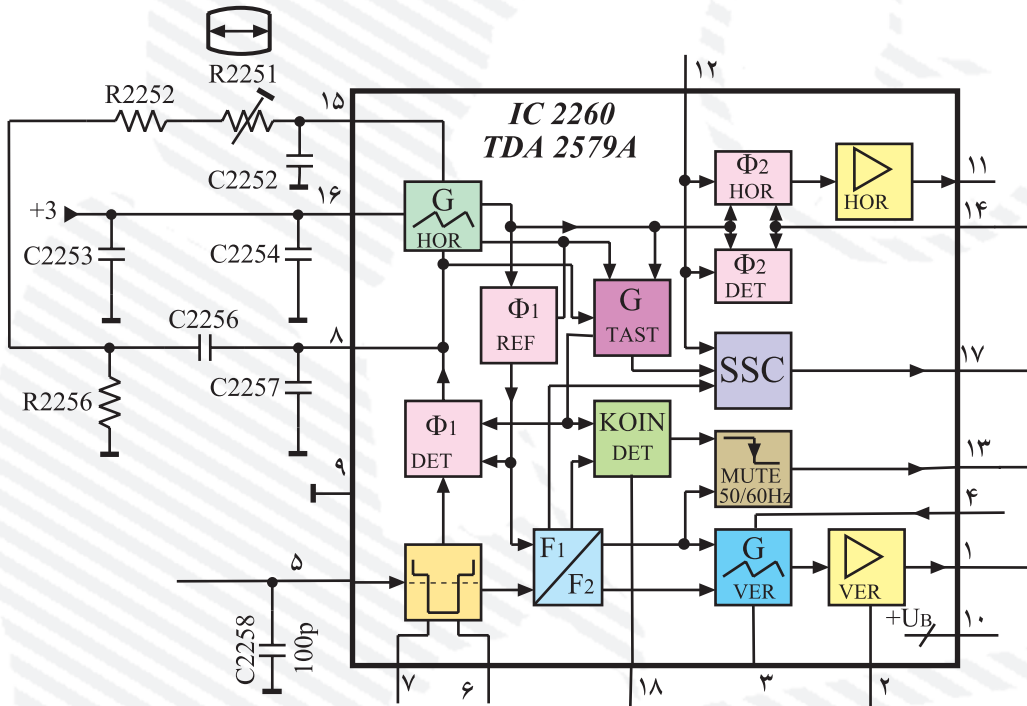 R2251
R2252
۱۵
C2252
۱۶
+3
C2253
C2254
C2256
۸
R2256
C2257
۹
۵
C2258
100p
۷
۶
IC 2260
TDA 2579A
۱۲
G
HOR
Φ1
REF
G
TAST
Φ2
HOR
HOR
۱۱
۱۴
Φ2
DET
SSC
۱۷
Φ1
DET
KOIN
DET
MUTE
50/60Hz
۱۳
۴
F1
F2
G
VER
VER
۱
+UB
۱۰
۱۸
۳
۲